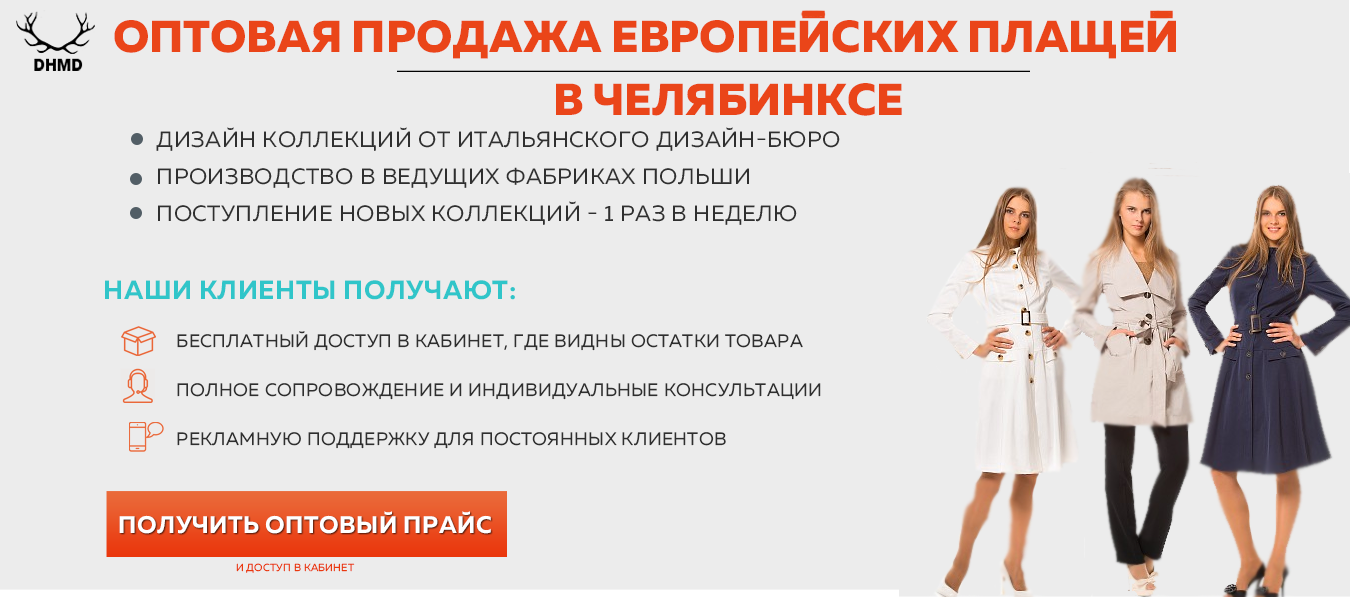 DHMD
ОПТОВАЯ ПРОДАЖА ЕВРОПЕЙСКИХ ПЛАЩЕЙ
В ЧЕЛЯБИНКСЕ
ДИЗАЙН КОЛЛЕКЦИЙ ОТ ИТАЛЬЯНСКОГО ДИЗАЙН-БЮРО
ПРОИЗВОДСТВО В ВЕДУЩИХ ФАБРИКАХ ПОЛЬШИ
ПОСТУПЛЕНИЕ НОВЫХ КОЛЛЕКЦИЙ - 1 РАЗ В НЕДЕЛЮ
НАШИ КЛИЕНТЫ ПОЛУЧАЮТ:
БЕСПЛАТНЫЙ ДОСТУП В КАБИНЕТ, ГДЕ ВИДНЫ ОСТАТКИ ТОВАРА
ПОЛНОЕ СОПРОВОЖДЕНИЕ И ИНДИВИДУАЛЬНЫЕ КОНСУЛЬТАЦИИ
РЕКЛАМНУЮ ПОДДЕРЖКУ ДЛЯ ПОСТОЯННЫХ КЛИЕНТОВ
ПОЛУЧИТЬ ОПТОВЫЙ ПРАЙС
И ДОСТУП В КАБИНЕТ